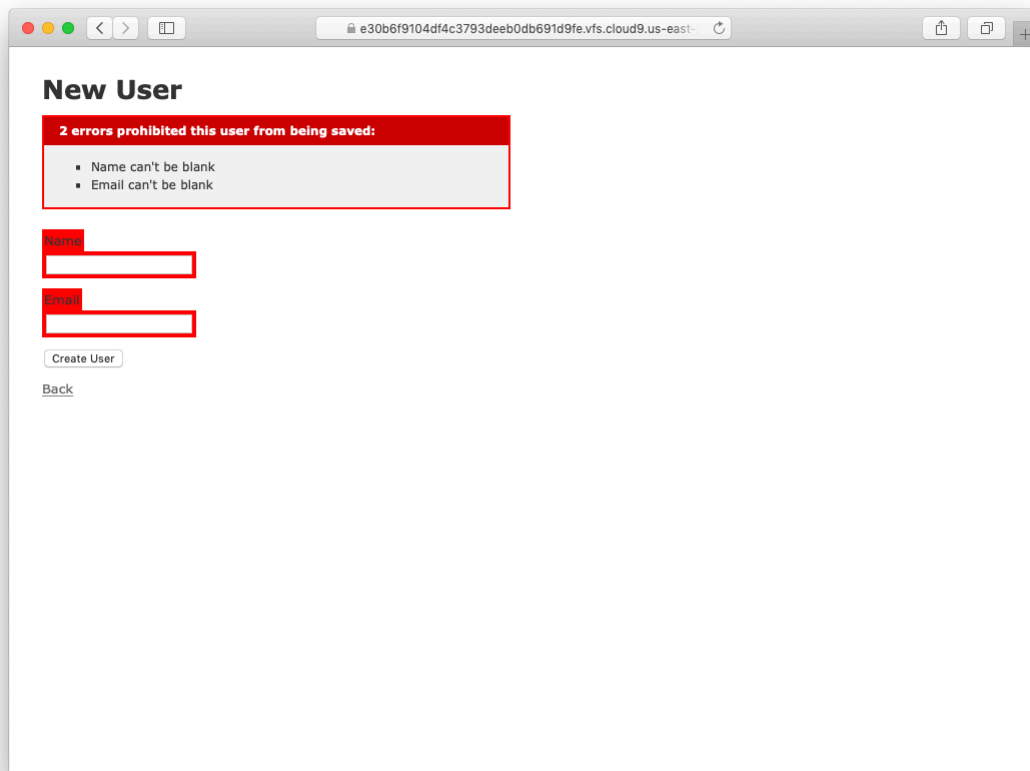 e30b6f9104df4c3793deeb0db691d9fe.vfs.cloud9.us-east-
New User
2 errors prohibited this user from being saved:
Name can't be blank
Email can't be blank
Name
Email
Create User
Back